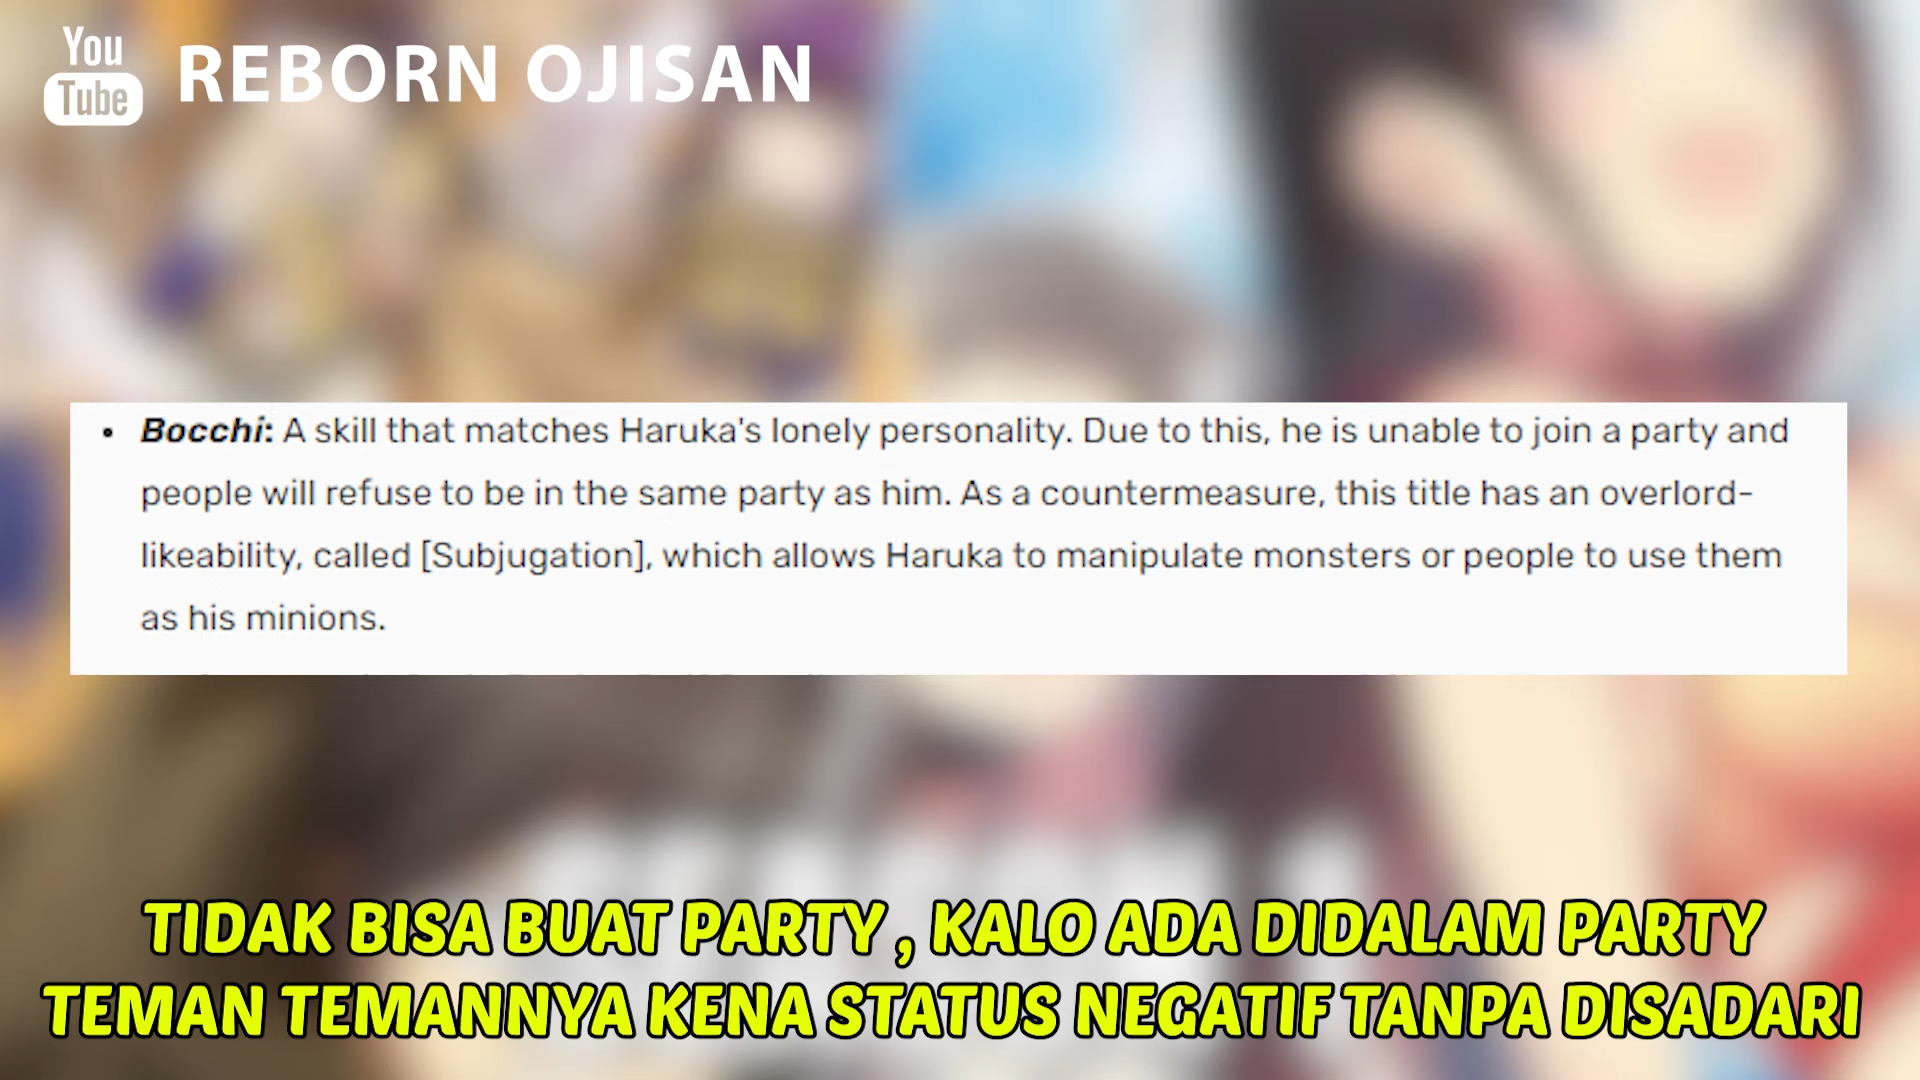 You
Tube
REBORN OJISAN
• Bocchi: A skill that matches Haruka's lonely personality. Due to this, he is unable to join a party and
people will refuse to be in the same party as him. As a countermeasure, this title has an overlord-
likeability, called [Subjugation], which allows Haruka to manipulate monsters or people to use them
as his minions.
TIDAK BISA BUAT PARTY , KALO ADA DIDALAM PARTY
TEMAN TEMANNYA KENA STATUS NEGATIF TANPA DISADARI